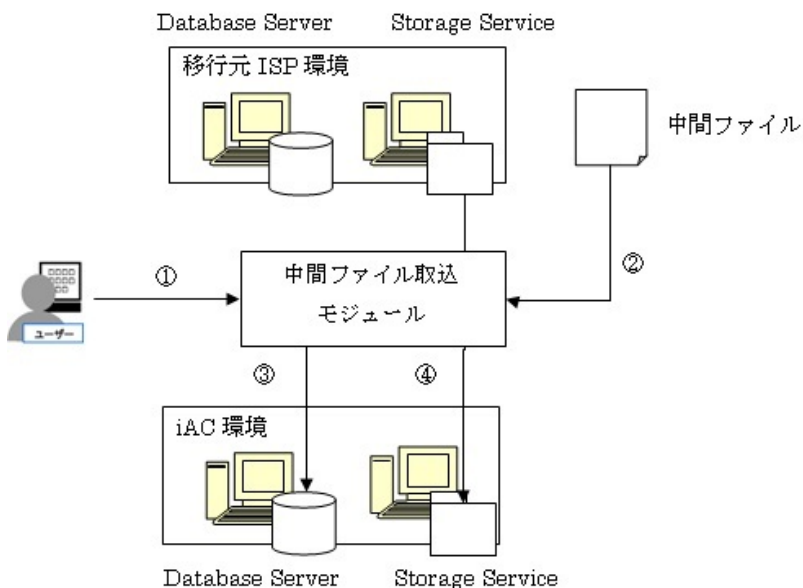 Database Server Storage Service
移行元 ISP 環境
中間ファイル
①
②
中間ファイル取込
モジュール
ユーザー
③
④
iAC 環境
Database Server Storage Service